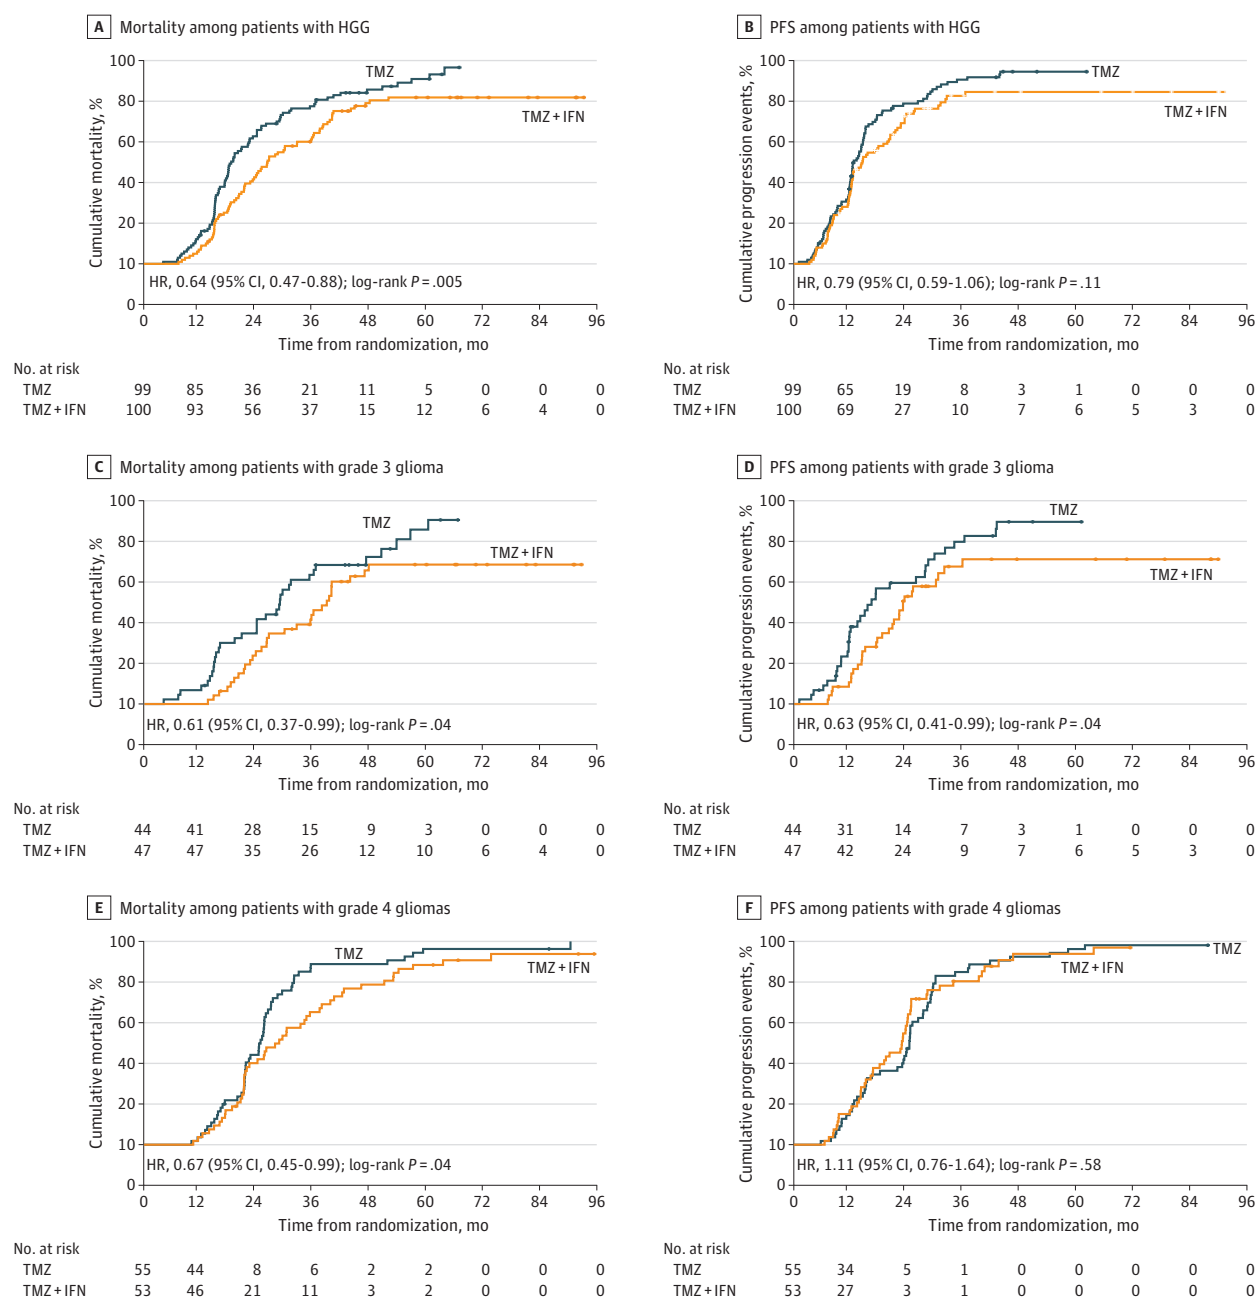 A Mortality among patients with HGG
Cumulative mortality, %
100
80
60
40
20
10
0
TMZ
TMZ + IFN
HR, 0.64 (95% CI, 0.47-0.88); log-rank P = .005
0 12 24 36 48 60 72 84 96
Time from randomization, mo
No. at risk
TMZ 99 85 36 21 11 5 0 0 0
TMZ + IFN 100 93 56 37 15 12 6 4 0
B PFS among patients with HGG
Cumulative progression events, %
100
80
60
40
20
10
0
TMZ
TMZ + IFN
HR, 0.79 (95% CI, 0.59-1.06); log-rank P = .11
0 12 24 36 48 60 72 84 96
Time from randomization, mo
No. at risk
TMZ 99 65 19 8 3 1 0 0 0
TMZ + IFN 100 69 27 10 7 6 5 3 0
C Mortality among patients with grade 3 glioma
Cumulative mortality, %
100
80
60
40
20
10
0
TMZ
TMZ + IFN
HR, 0.61 (95% CI, 0.37-0.99); log-rank P = .04
0 12 24 36 48 60 72 84 96
Time from randomization, mo
No. at risk
TMZ 44 41 28 15 9 3 0 0 0
TMZ + IFN 47 47 35 26 12 10 6 4 0
D PFS among patients with grade 3 glioma
Cumulative progression events, %
100
80
60
40
20
10
0
TMZ
TMZ + IFN
HR, 0.63 (95% CI, 0.41-0.99); log-rank P = .04
0 12 24 36 48 60 72 84 96
Time from randomization, mo
No. at risk
TMZ 44 31 14 7 3 1 0 0 0
TMZ + IFN 47 42 24 9 7 6 5 3 0
E Mortality among patients with grade 4 gliomas
Cumulative mortality, %
100
80
60
40
20
10
0
TMZ
TMZ + IFN
HR, 0.67 (95% CI, 0.45-0.99); log-rank P = .04
0 12 24 36 48 60 72 84 96
Time from randomization, mo
No. at risk
TMZ 55 44 8 6 2 2 0 0 0
TMZ + IFN 53 46 21 11 3 2 0 0 0
F PFS among patients with grade 4 gliomas
Cumulative progression events, %
100
80
60
40
20
10
0
TMZ
TMZ + IFN
HR, 1.11 (95% CI, 0.76-1.64); log-rank P = .58
0 12 24 36 48 60 72 84 96
Time from randomization, mo
No. at risk
TMZ 55 34 5 1 0 0 0 0 0
TMZ + IFN 53 27 3 1 0 0 0 0 0